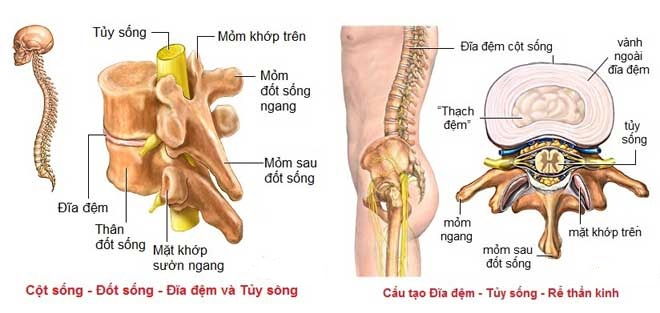 Tủy sống
Mỏm khớp trên
Mỏm
đốt sống
ngang
Mỏm sau
đốt sống
Đĩa đệm
Thân
đốt sống
Mặt khớp
sườn ngang
Cột sống - Đốt sống - Đĩa đệm và Tủy sông
Đĩa đệm cột sống
vành
ngoài
đĩa đệm
“Thạch
đệm”
tủy
sống
mỏm
ngang
mặt khớp trên
mỏm sau
đốt sống
Cấu tạo Đĩa đệm - Tủy sống - Rể thần kinh